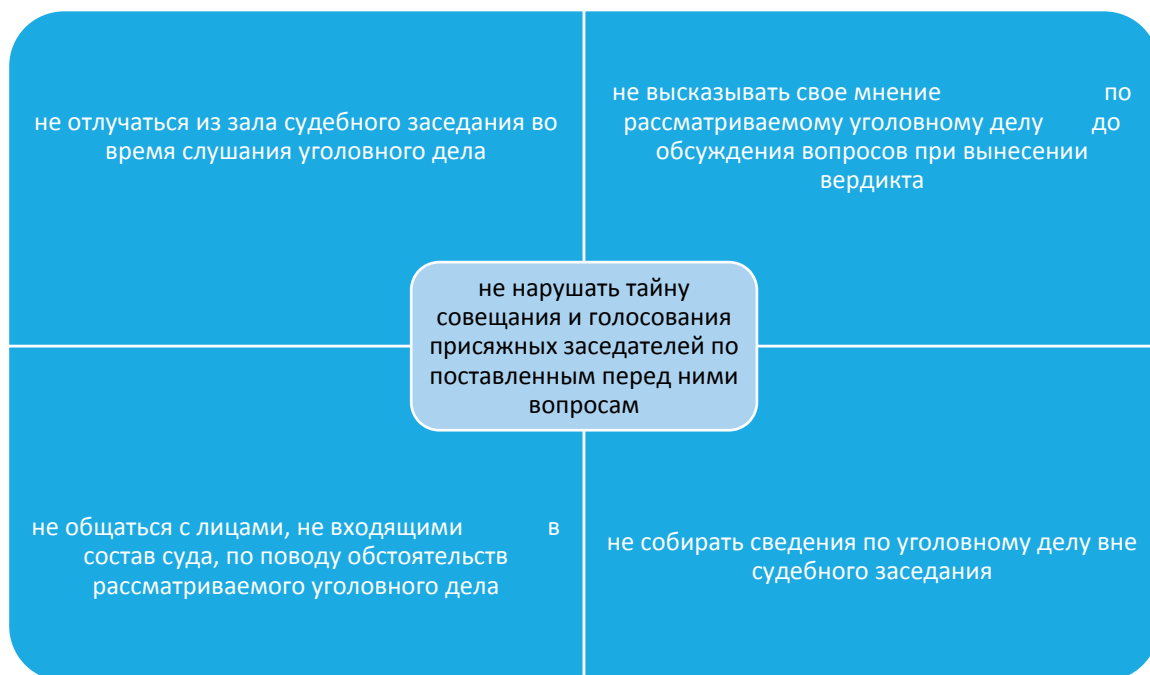 не отлучаться из зала судебного заседания во
время слушания уголовного дела
не высказывать свое мнение по
рассматриваемому уголовному делу до
обсуждения вопросов при вынесении
вердикта
не нарушать тайну
совещания и голосования
присяжных заседателей по
поставленным перед ними
вопросам
не общаться с лицами, не входящими в
состав суда, по поводу обстоятельств
рассматриваемого уголовного дела
не собирать сведения по уголовному делу вне
судебного заседания